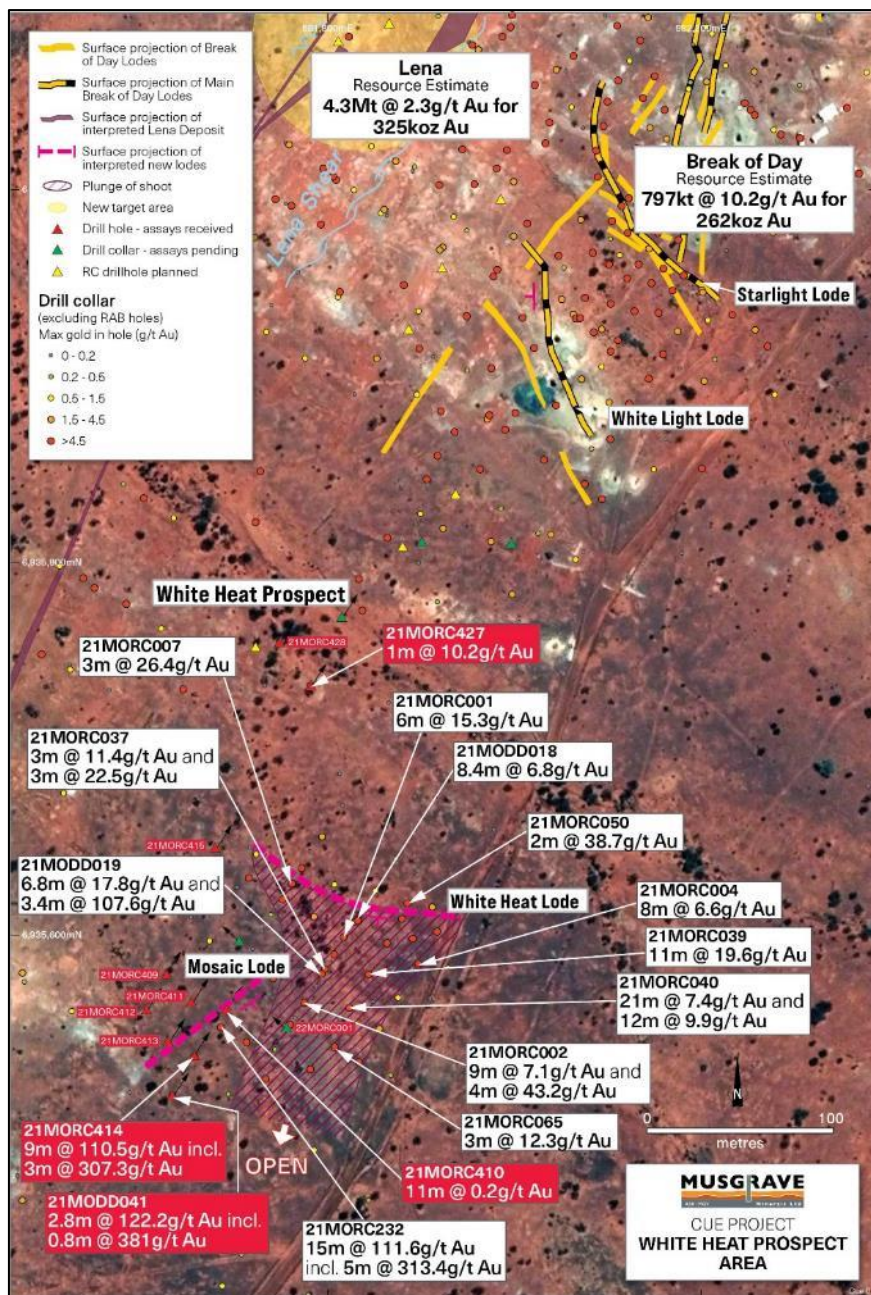 Surface projection of Break
of Day Lodes
Surface projection of Main
Break of Day Lodes
Surface projection of
interpreted Lena Deposit
Surface projection of
interpreted new lodes
Plunge of shoot
New target area
Drill hole - assays received
Drill collar - assays pending
RC drillhole planned
Drill collar
(excluding RAB holes)
Max gold in hole (g/t Au)
0 - 0.2
0.2 - 0.5
0.5 - 1.5
1.5 - 4.5
>4.5
Lena
Resource Estimate
4.3Mt @ 2.3g/t Au for
325koz Au
Break of Day
Resource Estimate
797kt @ 10.2g/t Au for
262koz Au
Lena Shear
Starlight Lode
White Light Lode
6,935,800mN
White Heat Prospect
21MORC428
21MORC427
1m @ 10.2g/t Au
21MORC007
3m @ 26.4g/t Au
21MORC001
6m @ 15.3g/t Au
21MORC037
3m @ 11.4g/t Au and
3m @ 22.5g/t Au
21MODD018
8.4m @ 6.8g/t Au
21MORC415
21MORC050
2m @ 38.7g/t Au
21MODD019
6.8m @ 17.8g/t Au and
3.4m @ 107.6g/t Au
White Heat Lode
21MORC004
8m @ 6.6g/t Au
6,935,600mN
21MORC039
11m @ 19.6g/t Au
Mosaic Lode
21MORC409
21MORC411
21MORC412
21MORC040
21m @ 7.4g/t Au and
12m @ 9.9g/t Au
22MORC001
21MORC413
21MORC002
9m @ 7.1g/t Au and
4m @ 43.2g/t Au
21MORC065
3m @ 12.3g/t Au
N
0 100
metres
21MORC414
9m @ 110.5g/t Au incl.
3m @ 307.3g/t Au
OPEN
21MORC410
11m @ 0.2g/t Au
21MODD041
2.8m @ 122.2g/t Au incl.
0.8m @ 381g/t Au
21MORC232
15m @ 111.6g/t Au
incl. 5m @ 313.4g/t Au
MUSGRAVE
CUE PROJECT
WHITE HEAT PROSPECT
AREA